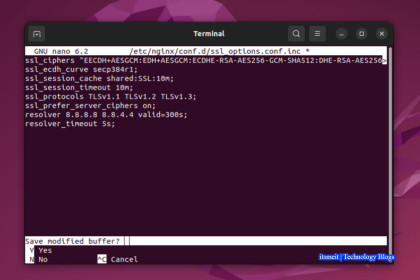 Terminal
GNU nano 6.2 /etc/nginx/conf.d/ssl_options.conf.inc *
ssl_ciphers "EECDH+AESGCM:EDH+AESGCM:ECDHE-RSA-AES256-GCM-SHA512:DHE-RSA-AES256>
ssl_ecdh_curve secp384r1;
ssl_session_cache shared:SSL:10m;
ssl_session_timeout 10m;
ssl_protocols TLSv1.1 TLSv1.2 TLSv1.3;
ssl_prefer_server_ciphers on;
resolver 8.8.8.8 8.8.4.4 valid=300s;
resolver_timeout 5s;
Save modified buffer?
Y Yes
N No ^C Cancel
itsmeit | Technology Blogs